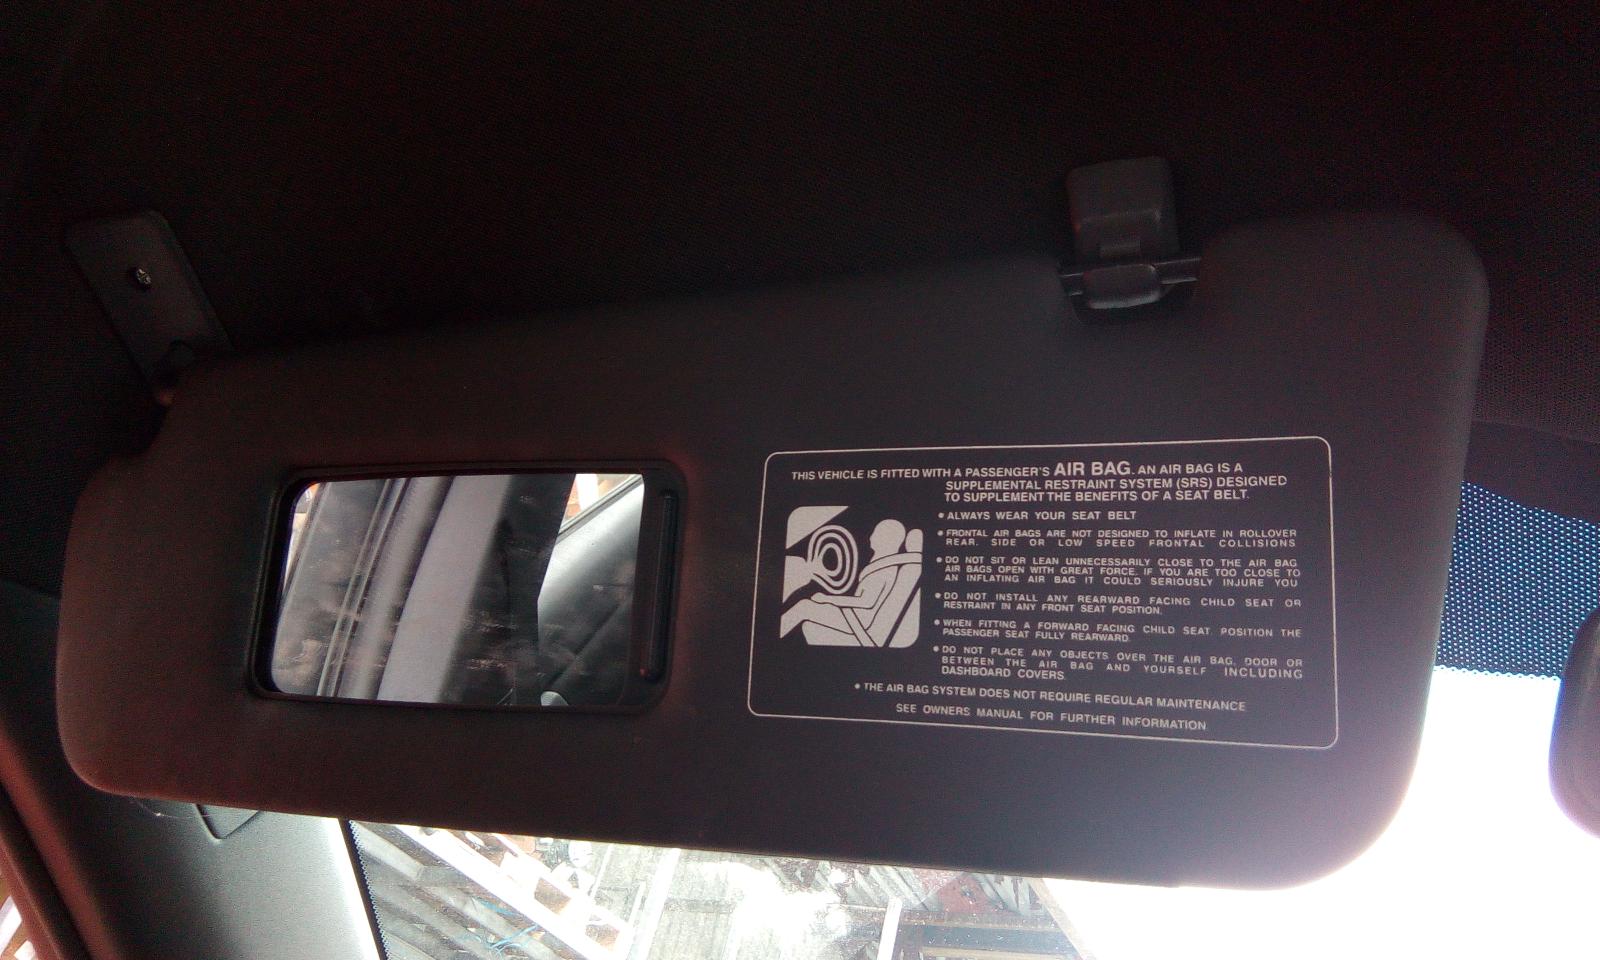 THIS VEHICLE IS FITTED WITH A PASSENGER'S AIR BAG. AN AIR BAG IS A
SUPPLEMENTAL RESTRAINT SYSTEM (SRS) DESIGNED
TO SUPPLEMENT THE BENEFITS OF A SEAT BELT.
• ALWAYS WEAR YOUR SEAT BELT
• FRONTAL AIR BAGS ARE NOT DESIGNED TO INFLATE IN ROLLOVER
REAR, SIDE OR LOW SPEED FRONTAL COLLISIONS
• DO NOT SIT OR LEAN UNNECESSARILY CLOSE TO THE AIR BAG
AIR BAGS OPEN WITH GREAT FORCE. IF YOU ARE TOO CLOSE TO
AN INFLATING AIR BAG IT COULD SERIOUSLY INJURE YOU
• DO NOT INSTALL ANY REARWARD FACING CHILD SEAT OR
RESTRAINT IN ANY FRONT SEAT POSITION.
• WHEN FITTING A FORWARD FACING CHILD SEAT POSITION THE
PASSENGER SEAT FULLY REARWARD.
• DO NOT PLACE ANY OBJECTS OVER THE AIR BAG, DOOR OR
BETWEEN THE AIR BAG AND YOURSELF INCLUDING
DASHBOARD COVERS.
• THE AIR BAG SYSTEM DOES NOT REQUIRE REGULAR MAINTENANCE
SEE OWNERS MANUAL FOR FURTHER INFORMATION